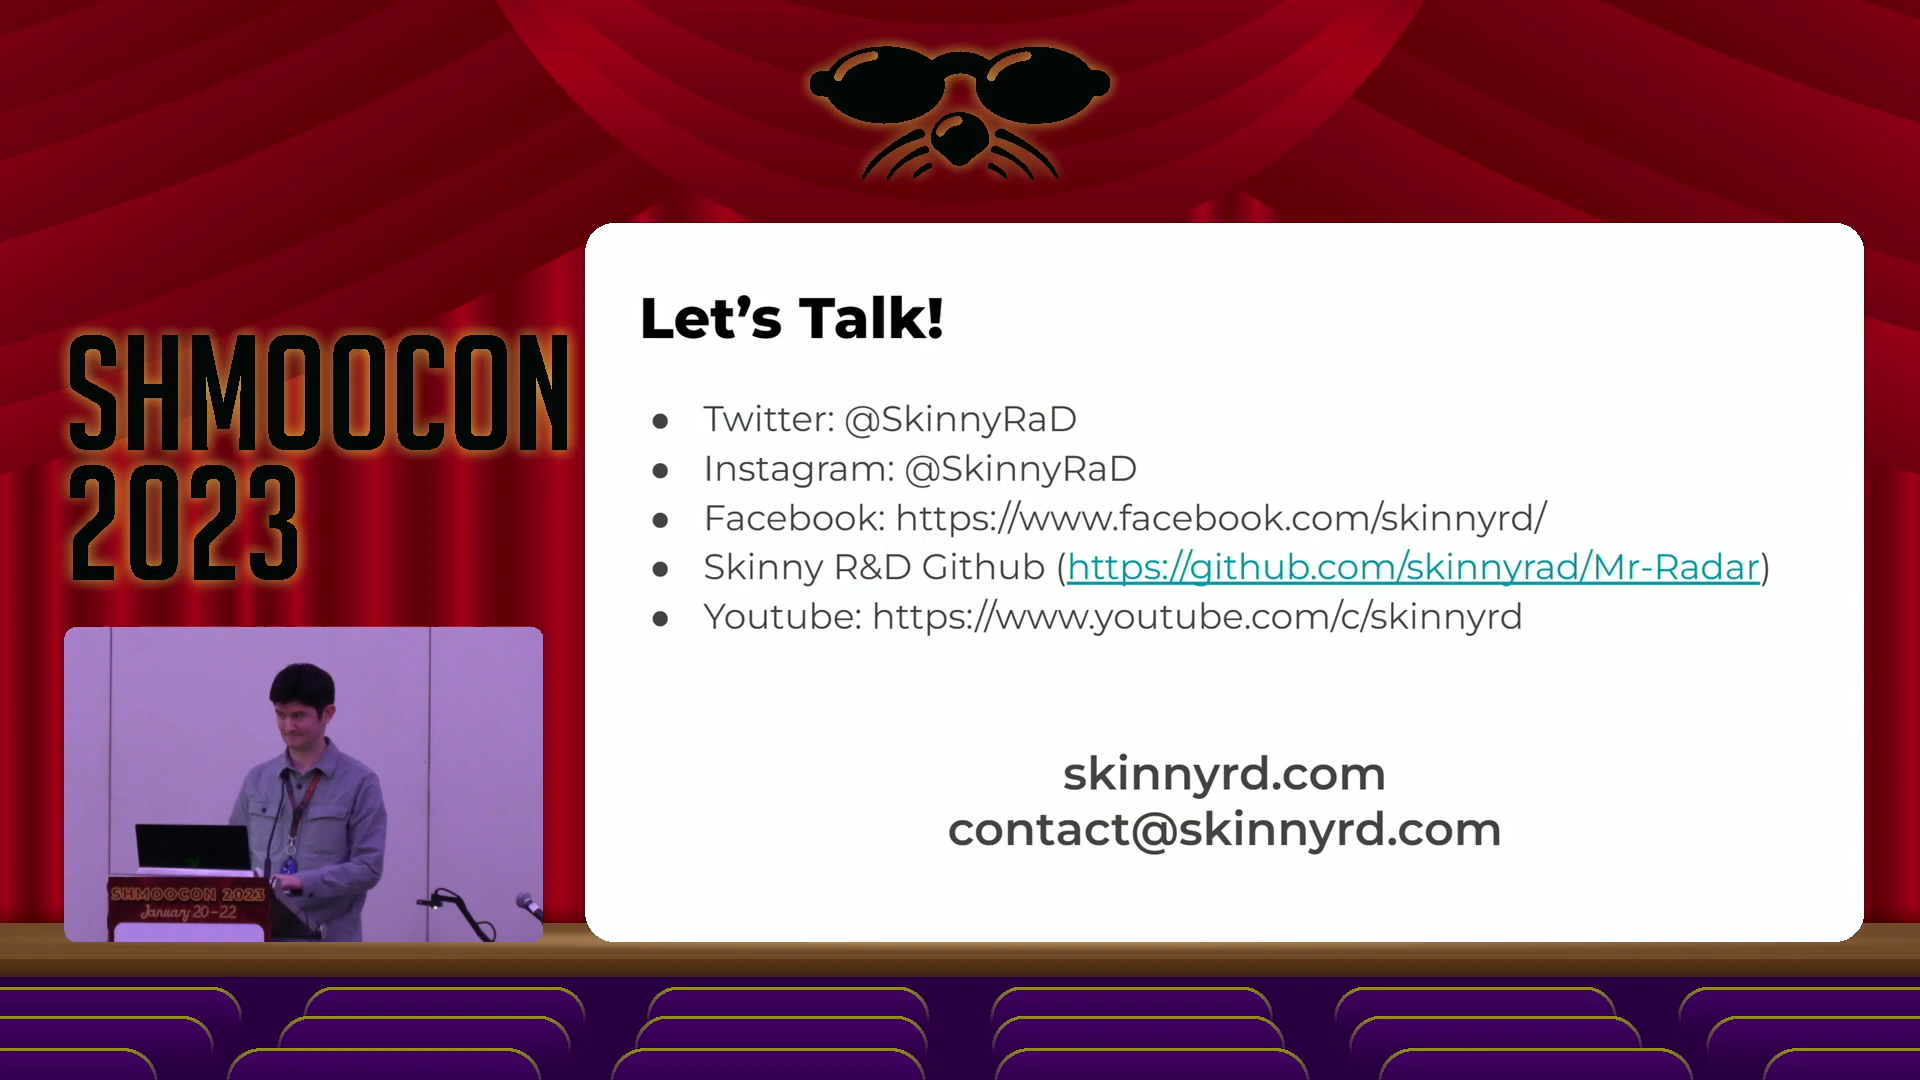 SHMOOCON
2023
Let’s Talk!
● Twitter: @SkinnyRaD
● Instagram: @SkinnyRaD
● Facebook: https://www.facebook.com/skinnyrd/
● Skinny R&D Github (https://github.com/skinnyrad/Mr-Radar)
● Youtube: https://www.youtube.com/c/skinnyrd
skinnyrd.com
contact@skinnyrd.com
SHMOOCON 2023
January 20-22